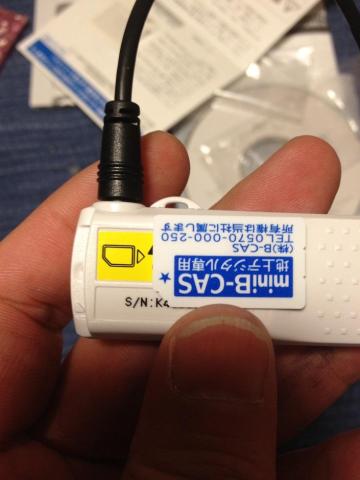 miniB-CAS
地上デジタル専用
(株)B-CAS
TEL0570-000-250
所有権は当社に属します
S/N:K4